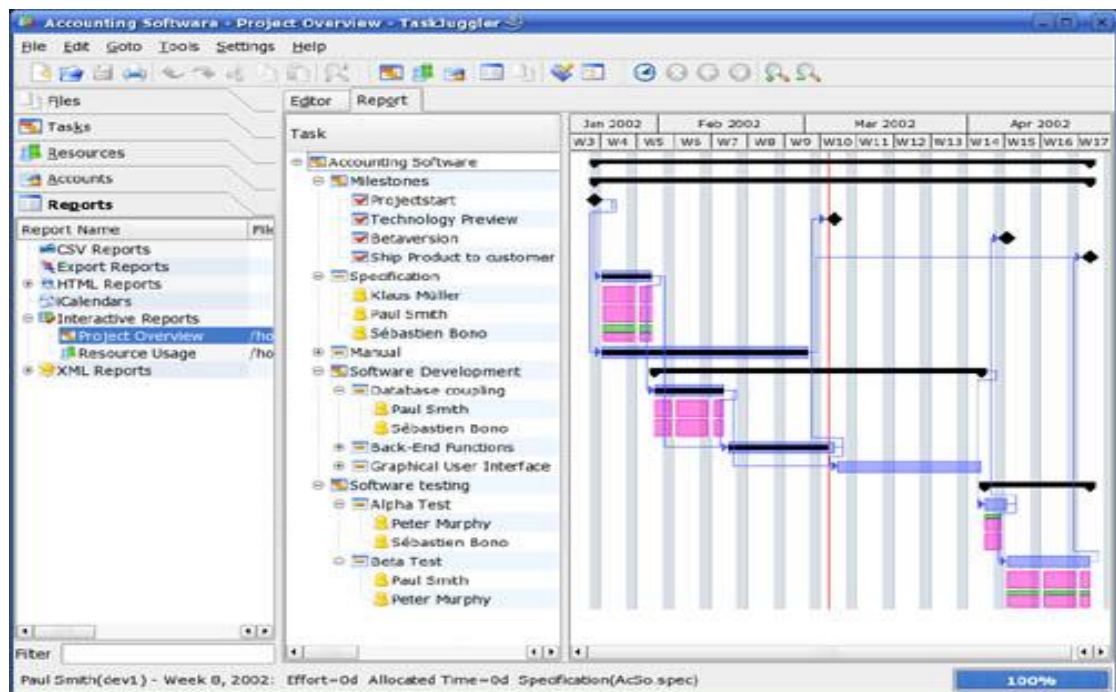 Accounting Software - Project Overview - TaskJuggler
File Edit Goto Tools Settings Help
Files
Tasks
Resources
Accounts
Reports
Report Name
CSV Reports
Export Reports
HTML Reports
iCalendars
Interactive Reports
Project Overview /ho
Resource Usage /ho
XML Reports
Filter
Editor Report
Task
Accounting Software
Milestones
Projectstart
Technology Preview
Betaversion
Ship Product to customer
Specification
Klaus Müller
Paul Smith
Sébastien Bono
Manual
Software Development
Database coupling
Paul Smith
Sébastien Bono
Back-End Functions
Graphical User Interface
Software testing
Alpha Test
Peter Murphy
Sébastien Bono
Beta Test
Paul Smith
Peter Murphy
Jan 2002 Feb 2002 Mar 2002 Apr 2002
W3 W4 W5 W6 W7 W8 W9 W10 W11 W12 W13 W14 W15 W16 W17
Paul Smith(dev1) - Week 8, 2002: Effort=0d Allocated Time=0d Specification(AcSo.spec)
100%